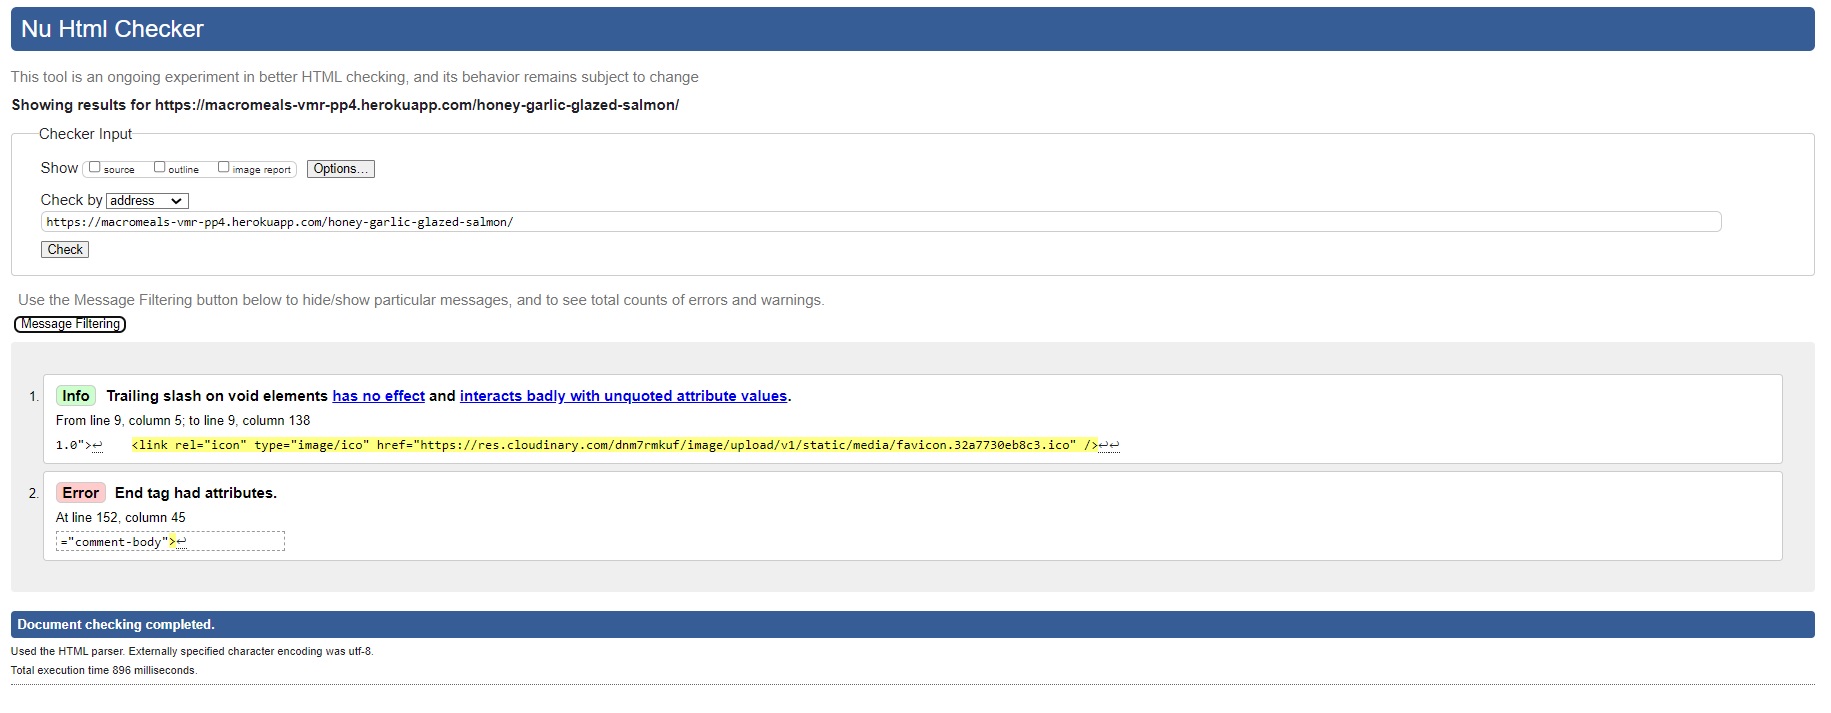 Nu Html Checker
This tool is an ongoing experiment in better HTML checking, and its behavior remains subject to change
Showing results for https://macromeals-vmr-pp4.herokuapp.com/honey-garlic-glazed-salmon/
Checker Input
Show source outline image report Options...
Check by address
https://macromeals-vmr-pp4.herokuapp.com/honey-garlic-glazed-salmon/
Check
Use the Message Filtering button below to hide/show particular messages, and to see total counts of errors and warnings.
Message Filtering
1. Info Trailing slash on void elements has no effect and interacts badly with unquoted attribute values.
From line 9, column 5; to line 9, column 138
1.0">↩ <link rel="icon" type="image/ico" href="https://res.cloudinary.com/dnm7rmkuf/image/upload/v1/static/media/favicon.32a7730eb8c3.ico" />↩↩
2. Error End tag had attributes.
At line 152, column 45
="comment-body">↩
Document checking completed.
Used the HTML parser. Externally specified character encoding was utf-8.
Total execution time 896 milliseconds.